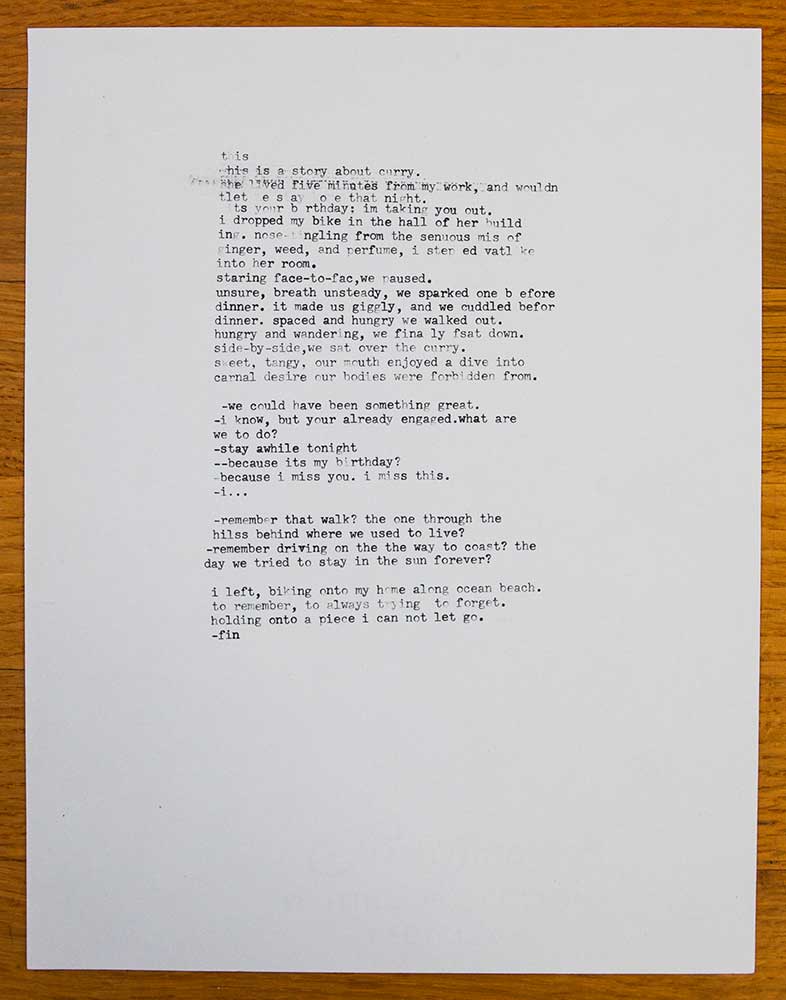 this
this is a story about curry.
she lived five minutes from my work, and wouldn
tlet e say  o e that night.
its your birthday: im taking you out.
i dropped my bike in the hall of her build
ing. nose-tingling from the senuous mis of
ginger, weed, and perfume, i
into her room.
staring face-to-fac,we paused.
unsure, breath unsteady, we sparked one b efore
dinner. it made us giggly, and we cuddled befor
dinner. spaced and hungry we walked out.
hungry and wandering, we fina ly fsat down.
side-by-side,we sat over the curry.
sweet, tangy, our mouth enjoyed a dive into
carnal desire our bodies were forbidden from.
-we could have been something great.
-i know, but your already engaged.what are
we to do?
-stay awhile tonight
--because its my birthday?
-because i miss you. i miss this.
-i...
-remember that walk? the one through the
hilss behind where we used to live?
-remember driving on the the way to coast? the
day we tried to stay in the sun forever?
i left, biking onto my home along ocean beach.
to remember, to always trying to forget.
holding onto a piece i can not let go.
-fin